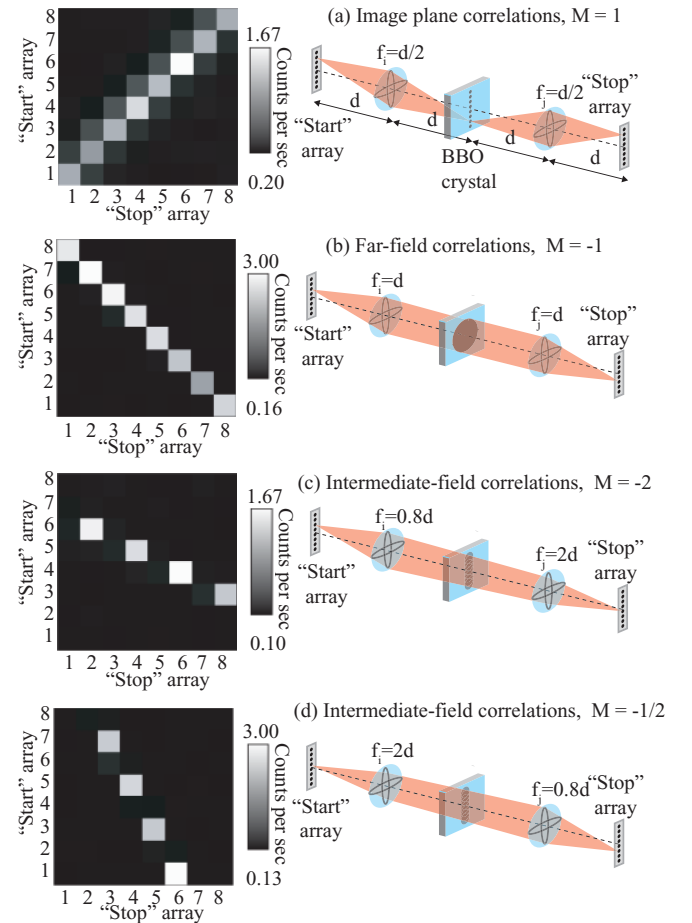 (a) Image plane correlations, M = 1
"Start" array
8
7
6
5
4
3
2
1
1 2 3 4 5 6 7 8
"Stop" array
1.67
Counts per sec
0.20
f_i=d/2
f_j=d/2
"Stop"
array
d
d
d
d
"Start"
array
BBO
crystal
(b) Far-field correlations, M = -1
"Start" array
8
7
6
5
4
3
2
1
1 2 3 4 5 6 7 8
"Stop" array
3.00
Counts per sec
0.16
f_i=d
f_j=d
"Stop"
array
"Start"
array
(c) Intermediate-field correlations, M = -2
"Start" array
8
7
6
5
4
3
2
1
1 2 3 4 5 6 7 8
"Stop" array
1.67
Counts per sec
0.10
f_i=0.8d
f_j=2d
"Stop"
array
"Start"
array
(d) Intermediate-field correlations, M = -1/2
"Start" array
8
7
6
5
4
3
2
1
1 2 3 4 5 6 7 8
"Stop" array
3.00
Counts per sec
0.13
f_i=2d
f_j=0.8d
"Stop"
array
"Start"
array